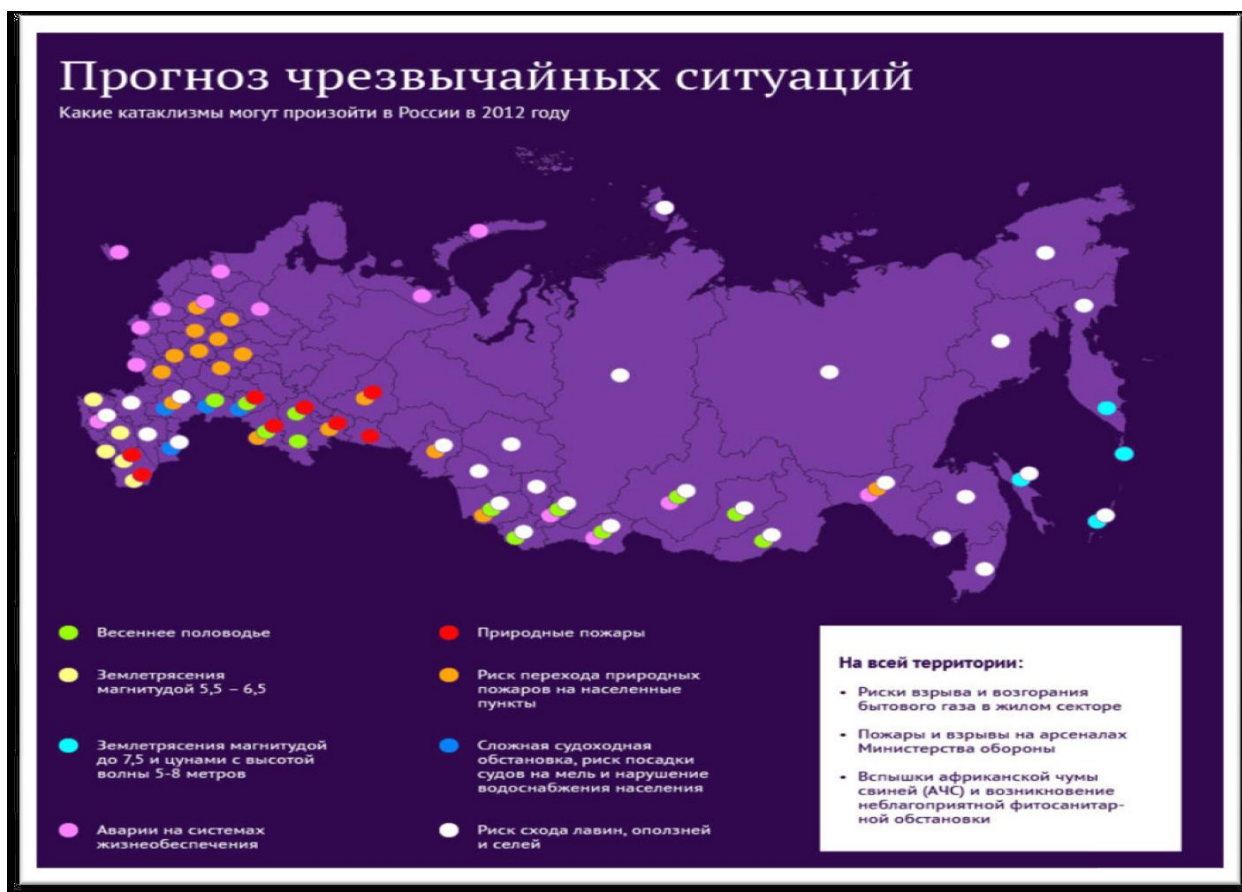 Прогноз чрезвычайных ситуаций
Какие катаклизмы могут произойти в России в 2012 году
Весеннее половодье
Землетрясения
магнитудой 5,5 – 6,5
Землетрясения магнитудой
до 7,5 и цунами с высотой
волны 5-8 метров
Аварии на системах
жизнеобеспечения
Природные пожары
Риск перехода природных
пожаров на населенные
пункты
Сложная судоходная
обстановка, риск посадки
судов на мель и нарушение
водоснабжения населения
Риск схода лавин, оползней
и селей
На всей территории:
• Риски взрыва и возгорания
бытового газа в жилом секторе
• Пожары и взрывы на арсеналах
Министерства обороны
• Вспышки африканской чумы
свиней (АЧС) и возникновение
неблагоприятной фитосанитар-
ной обстановки